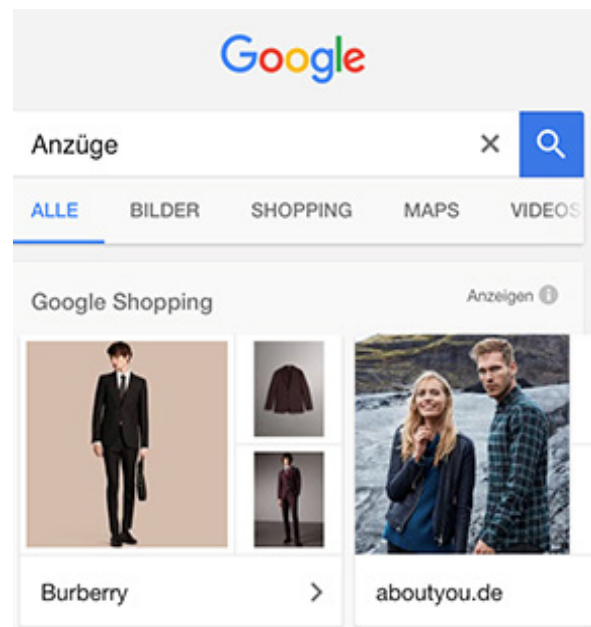 Google
Anzüge
ALLE BILDER SHOPPING MAPS VIDEOS
Google Shopping Anzeigen
Burberry aboutyou.de